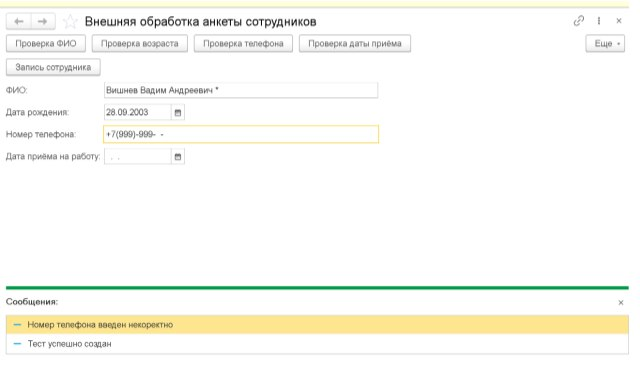 Внешняя обработка анкеты сотрудников
Проверка ФИО Проверка возраста Проверка телефона Проверка даты приёма Еще
Запись сотрудника
ФИО: Вишнев Вадим Андреевич *
Дата рождения: 28.09.2003
Номер телефона: +7(999)-999- -
Дата приёма на работу: . .
Сообщения: ×
Номер телефона введен некоректно
Тест успешно создан